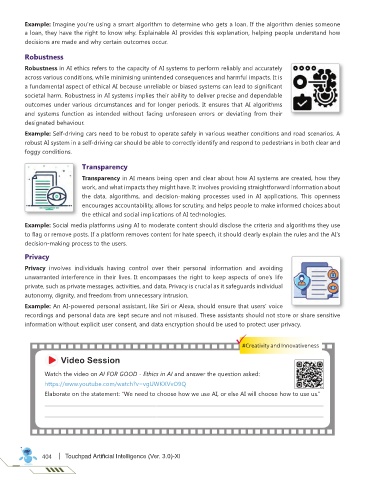 Example: Imagine you're using a smart algorithm to determine who gets a loan. If the algorithm denies someone
a loan, they have the right to know why. Explainable AI provides this explanation, helping people understand how
decisions are made and why certain outcomes occur.
Robustness
Robustness in AI ethics refers to the capacity of AI systems to perform reliably and accurately
across various conditions, while minimising unintended consequences and harmful impacts. It is
a fundamental aspect of ethical AI because unreliable or biased systems can lead to significant
societal harm. Robustness in AI systems implies their ability to deliver precise and dependable
outcomes under various circumstances and for longer periods. It ensures that AI algorithms
and systems function as intended without facing unforeseen errors or deviating from their
designated behaviour.
Example: Self-driving cars need to be robust to operate safely in various weather conditions and road scenarios. A
robust AI system in a self-driving car should be able to correctly identify and respond to pedestrians in both clear and
foggy conditions.
Transparency
Transparency in AI means being open and clear about how AI systems are created, how they
work, and what impacts they might have. It involves providing straightforward information about
the data, algorithms, and decision-making processes used in AI applications. This openness
encourages accountability, allows for scrutiny, and helps people to make informed choices about
the ethical and social implications of AI technologies.
Example: Social media platforms using AI to moderate content should disclose the criteria and algorithms they use
to flag or remove posts. If a platform removes content for hate speech, it should clearly explain the rules and the AI's
decision-making process to the users.
Privacy
Privacy involves individuals having control over their personal information and avoiding
unwarranted interference in their lives. It encompasses the right to keep aspects of one's life
private, such as private messages, activities, and data. Privacy is crucial as it safeguards individual
autonomy, dignity, and freedom from unnecessary intrusion.
Example: An AI-powered personal assistant, like Siri or Alexa, should ensure that users' voice
recordings and personal data are kept secure and not misused. These assistants should not store or share sensitive
information without explicit user consent, and data encryption should be used to protect user privacy.
#Creativity and Innovativeness
Video Session
Watch the video on AI FOR GOOD - Ethics in AI and answer the question asked:
https://www.youtube.com/watch?v=vgUWKXVvO9Q
Elaborate on the statement: "We need to choose how we use AI, or else AI will choose how to use us."
404 | Touchpad Artificial Intelligence (Ver. 3.0)-XI